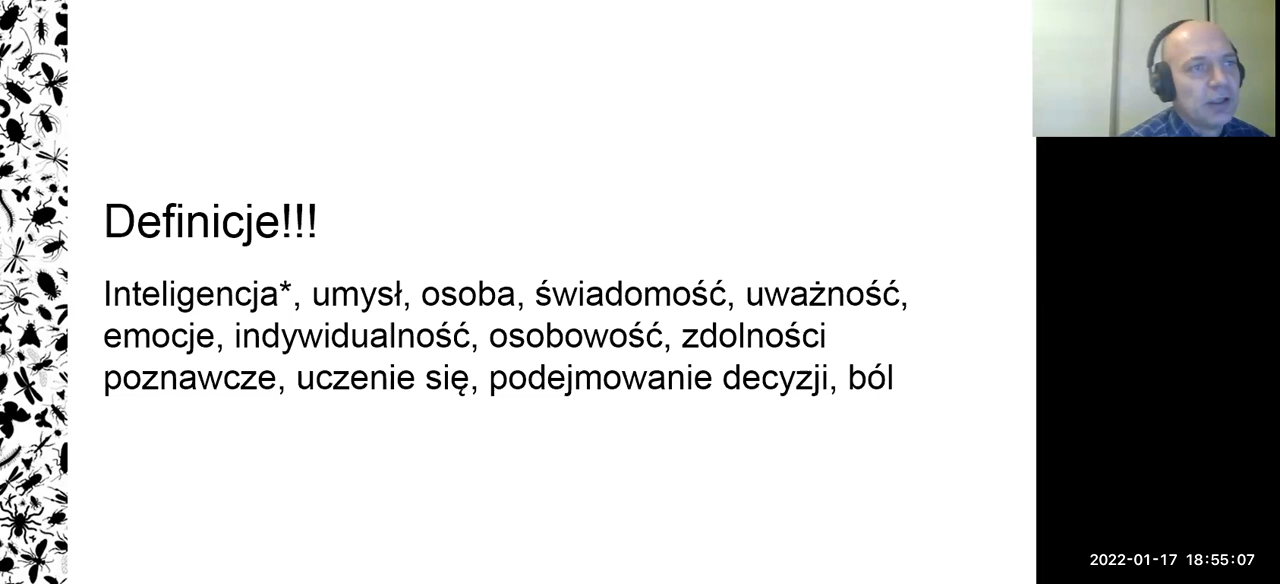 Definicje!!!
Inteligencja*, umysł, osoba, świadomość, uważność,
emocje, indywidualność, osobowość, zdolności
poznawcze, uczenie się, podejmowanie decyzji, ból
2022-01-17 18:55:07